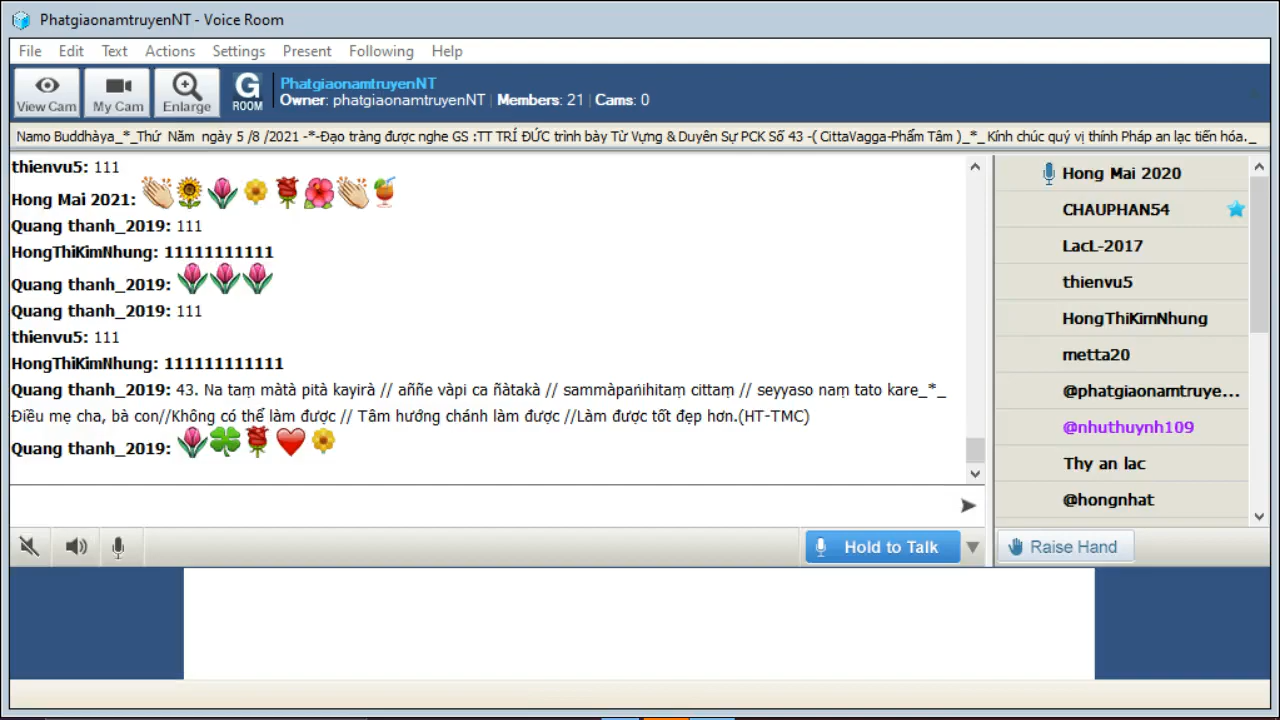 PhatgiaonamtruyenNT - Voice Room
File Edit Text Actions Settings Present Following Help
View Cam My Cam Enlarge G ROOM
PhatgiaonamtruyenNT
Owner: phatgiaonamtruyenNT | Members: 21 | Cams: 0
Namo Buddhàya_*_Thứ Năm ngày 5 /8 /2021 -*-Đạo tràng được nghe GS :TT TRÍ ĐỨC trình bày Từ Vựng & Duyên Sự PCK Số 43 -( CittaVagga-Phẩm Tâm )_*_ Kính chúc quý vị thính Pháp an lạc tiến hóa._
thienvu5: 111
Hong Mai 2021:
Quang thanh_2019: 111
HongThiKimNhung: 11111111111
Quang thanh_2019:
Quang thanh_2019: 111
thienvu5: 111
HongThiKimNhung: 111111111111
Quang thanh_2019: 43. Na taṃ màtà pità kayirà // aññe vàpi ca ñàtakà // sammàpaṅihitaṃ cittaṃ // seyyaso naṃ tato kare_*_
Điều mẹ cha, bà con//Không có thể làm được // Tâm hướng chánh làm được //Làm được tốt đẹp hơn.(HT-TMC)
Quang thanh_2019:
Hong Mai 2020
CHAUPHAN54
LacL-2017
thienvu5
HongThiKimNhung
metta20
@phatgiaonamtruye...
@nhuthuynh109
Thy an lac
@hongnhat
Hold to Talk
Raise Hand